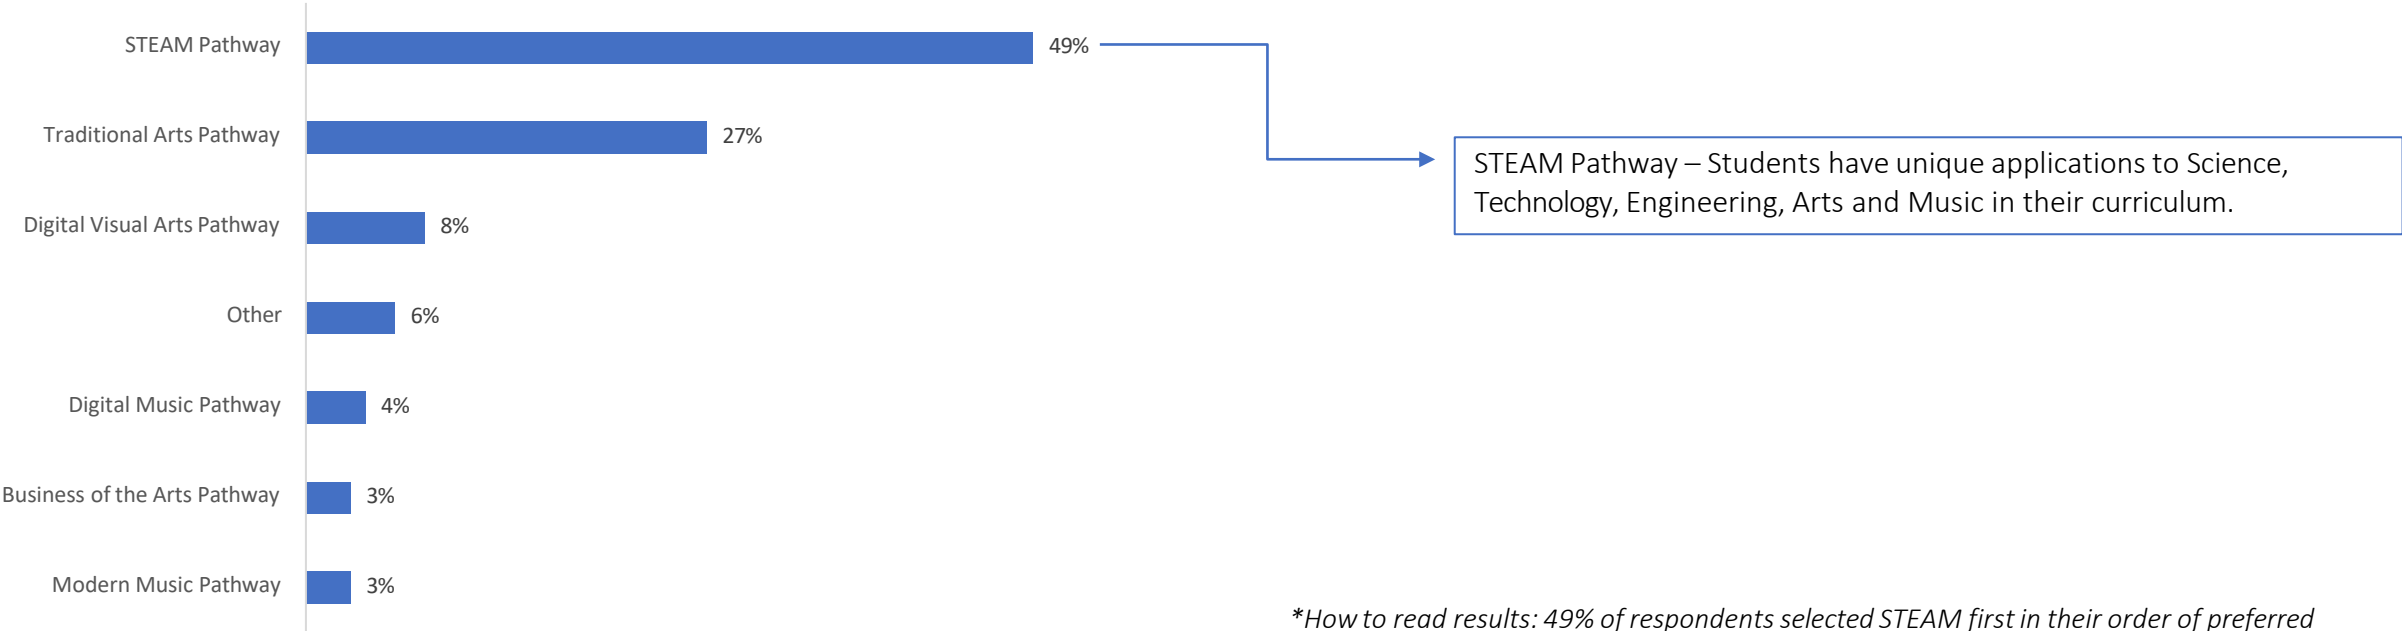 STEAM Pathway
49%
Traditional Arts Pathway
27%
Digital Visual Arts Pathway
8%
Other
6%
Digital Music Pathway
4%
Business of the Arts Pathway
3%
Modern Music Pathway
3%
STEAM Pathway – Students have unique applications to Science,
Technology, Engineering, Arts and Music in their curriculum.
*How to read results: 49% of respondents selected STEAM first in their order of preferred